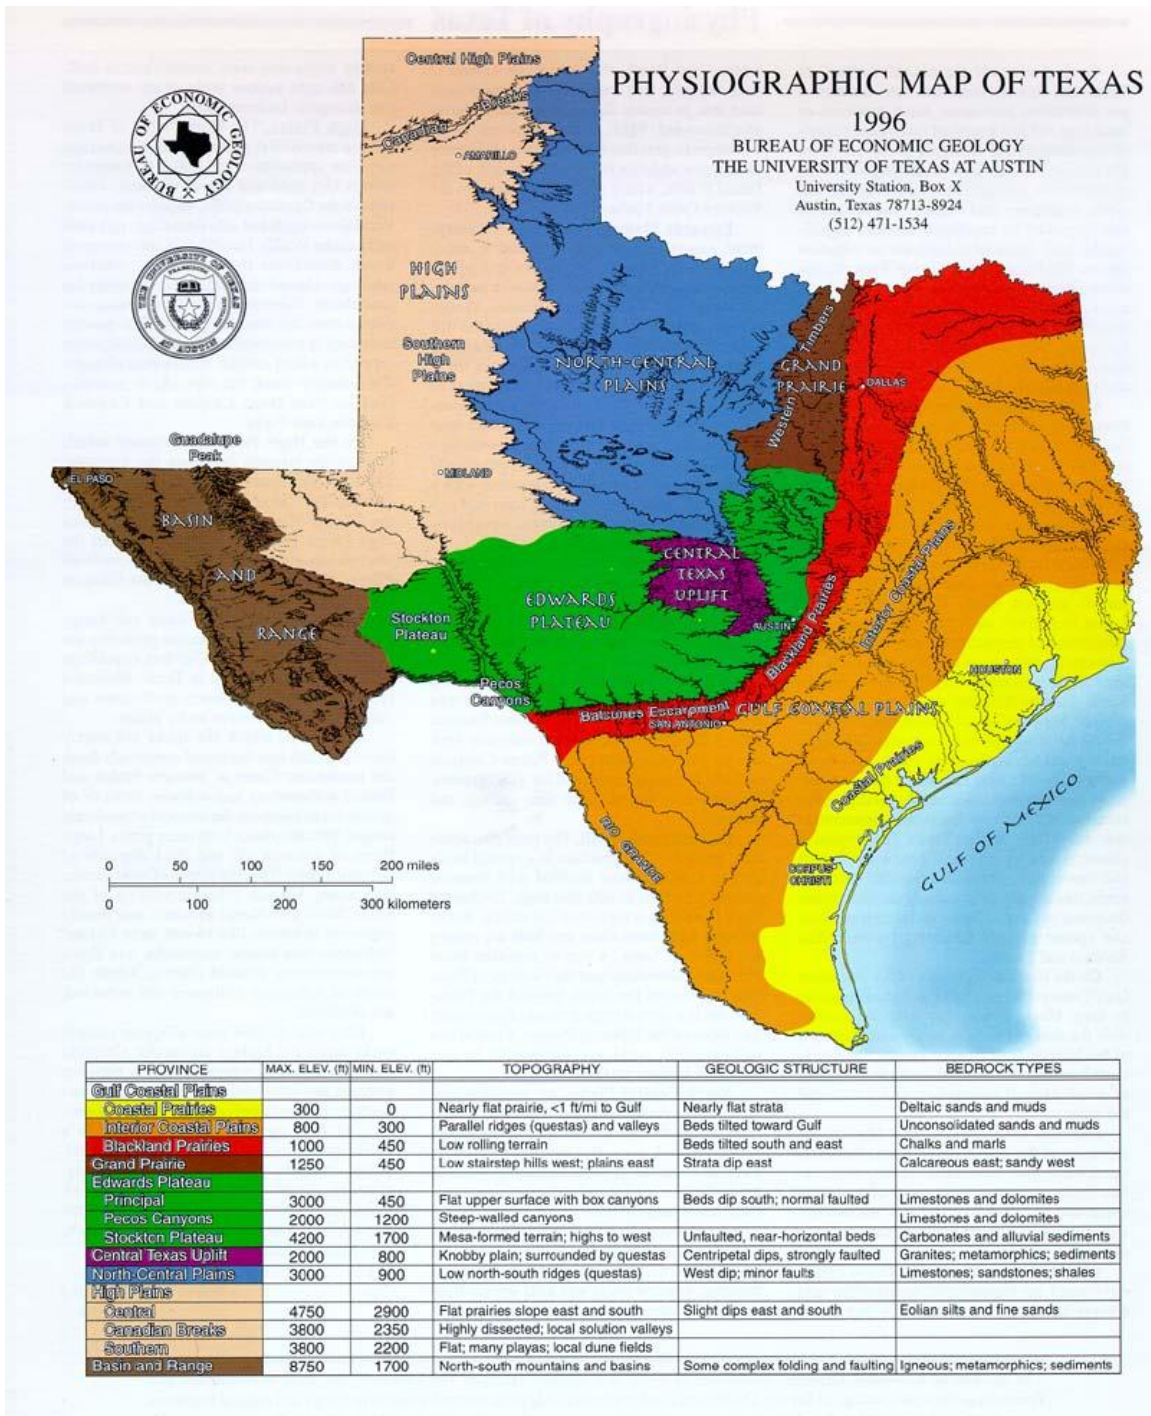 PHYSIOGRAPHIC MAP OF TEXAS
1996
BUREAU OF ECONOMIC GEOLOGY
THE UNIVERSITY OF TEXAS AT AUSTIN
University Station, Box X
Austin, Texas 78713-8924
(512) 471-1534
BUREAU OF ECONOMIC GEOLOGY
THE UNIVERSITY OF TEXAS
AT AUSTIN
Central High Plains
Canadian Breaks
AMARILLO
HIGH
PLAINS
Southern
High
Plains
NORTH-CENTRAL
PLAINS
Western Timbers
GRAND
PRAIRIE
DALLAS
Guadalupe
Peak
EL PASO
MIDLAND
BASIN
AND
RANGE
Stockton
Plateau
EDWARDS
PLATEAU
CENTRAL
TEXAS
UPLIFT
AUSTIN
Blackland Prairies
Interior Coastal Plains
Pecos
Canyons
Balcones Escarpment
SAN ANTONIO
GULF COASTAL PLAINS
HOUSTON
Coastal Prairies
RIO GRANDE
CORPUS
CHRISTI
GULF OF MEXICO
0 50 100 150 200 miles
0 100 200 300 kilometers
PROVINCE MAX. ELEV. (ft) MIN. ELEV. (ft) TOPOGRAPHY GEOLOGIC STRUCTURE BEDROCK TYPES
Gulf Coastal Plains
Coastal Prairies 300 0 Nearly flat prairie, <1 ft/mi to Gulf Nearly flat strata Deltaic sands and muds
Interior Coastal Plains 800 300 Parallel ridges (questas) and valleys Beds tilted toward Gulf Unconsolidated sands and muds
Blackland Prairies 1000 450 Low rolling terrain Beds tilted south and east Chalks and marls
Grand Prairie 1250 450 Low stairstep hills west; plains east Strata dip east Calcareous east; sandy west
Edwards Plateau
Principal 3000 450 Flat upper surface with box canyons Beds dip south; normal faulted Limestones and dolomites
Pecos Canyons 2000 1200 Steep-walled canyons Limestones and dolomites
Stockton Plateau 4200 1700 Mesa-formed terrain; highs to west Unfaulted, near-horizontal beds Carbonates and alluvial sediments
Central Texas Uplift 2000 800 Knobby plain; surrounded by questas Centripetal dips, strongly faulted Granites; metamorphics; sediments
North-Central Plains 3000 900 Low north-south ridges (questas) West dip; minor faults Limestones; sandstones; shales
High Plains
Central 4750 2900 Flat prairies slope east and south Slight dips east and south Eolian silts and fine sands
Canadian Breaks 3800 2350 Highly dissected; local solution valleys
Southern 3800 2200 Flat; many playas; local dune fields
Basin and Range 8750 1700 North-south mountains and basins Some complex folding and faulting Igneous; metamorphics; sediments